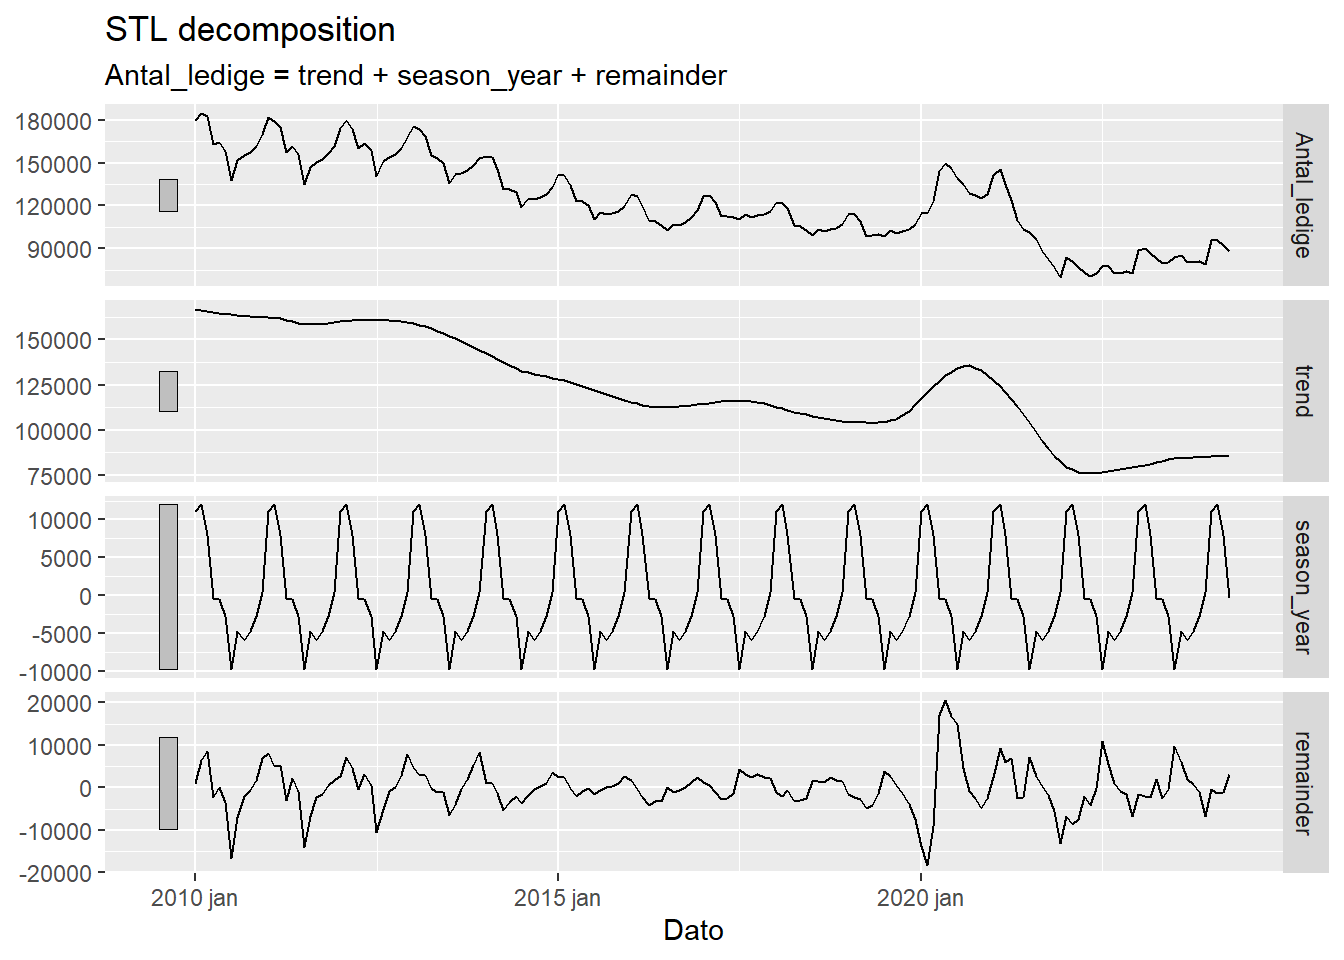 STL decomposition
Antal_ledige = trend + season_year + remainder
180000
150000
120000
90000
Antal_ledige
150000
125000
100000
75000
trend
10000
5000
0
-5000
-10000
season_year
20000
10000
0
-10000
-20000
remainder
2010 jan
2015 jan
2020 jan
Dato